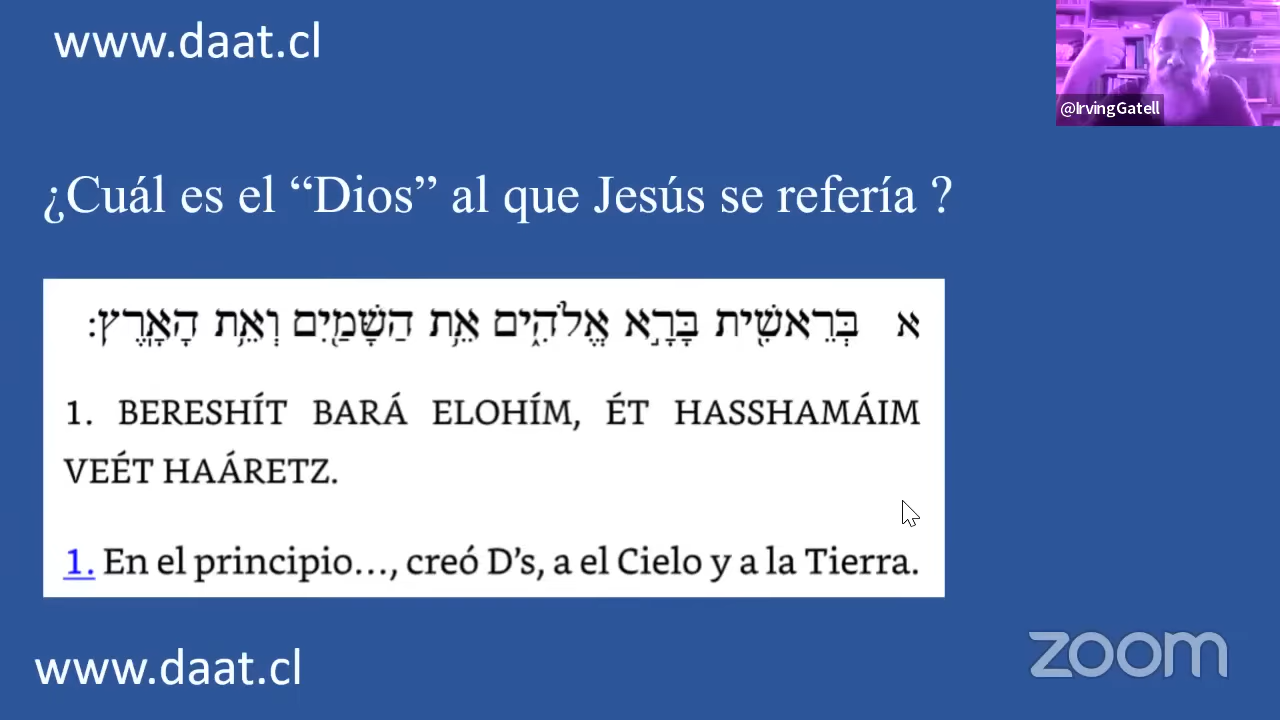 www.daat.cl
@IrvingGatell
¿Cuál es el “Dios” al que Jesús se refería ?
א בְּרֵאשִׁ֖ית בָּרָ֣א אֱלֹהִ֑ים אֵ֥ת הַשָּׁמַ֖יִם וְאֵ֥ת הָאָֽרֶץ׃
1. BERESHÍT BARÁ ELOHÍM, ÉT HASSHAMÁIM
VEÉT HAÁRETZ.
1. En el principio…, creó D’s, a el Cielo y a la Tierra.
www.daat.cl
zoom